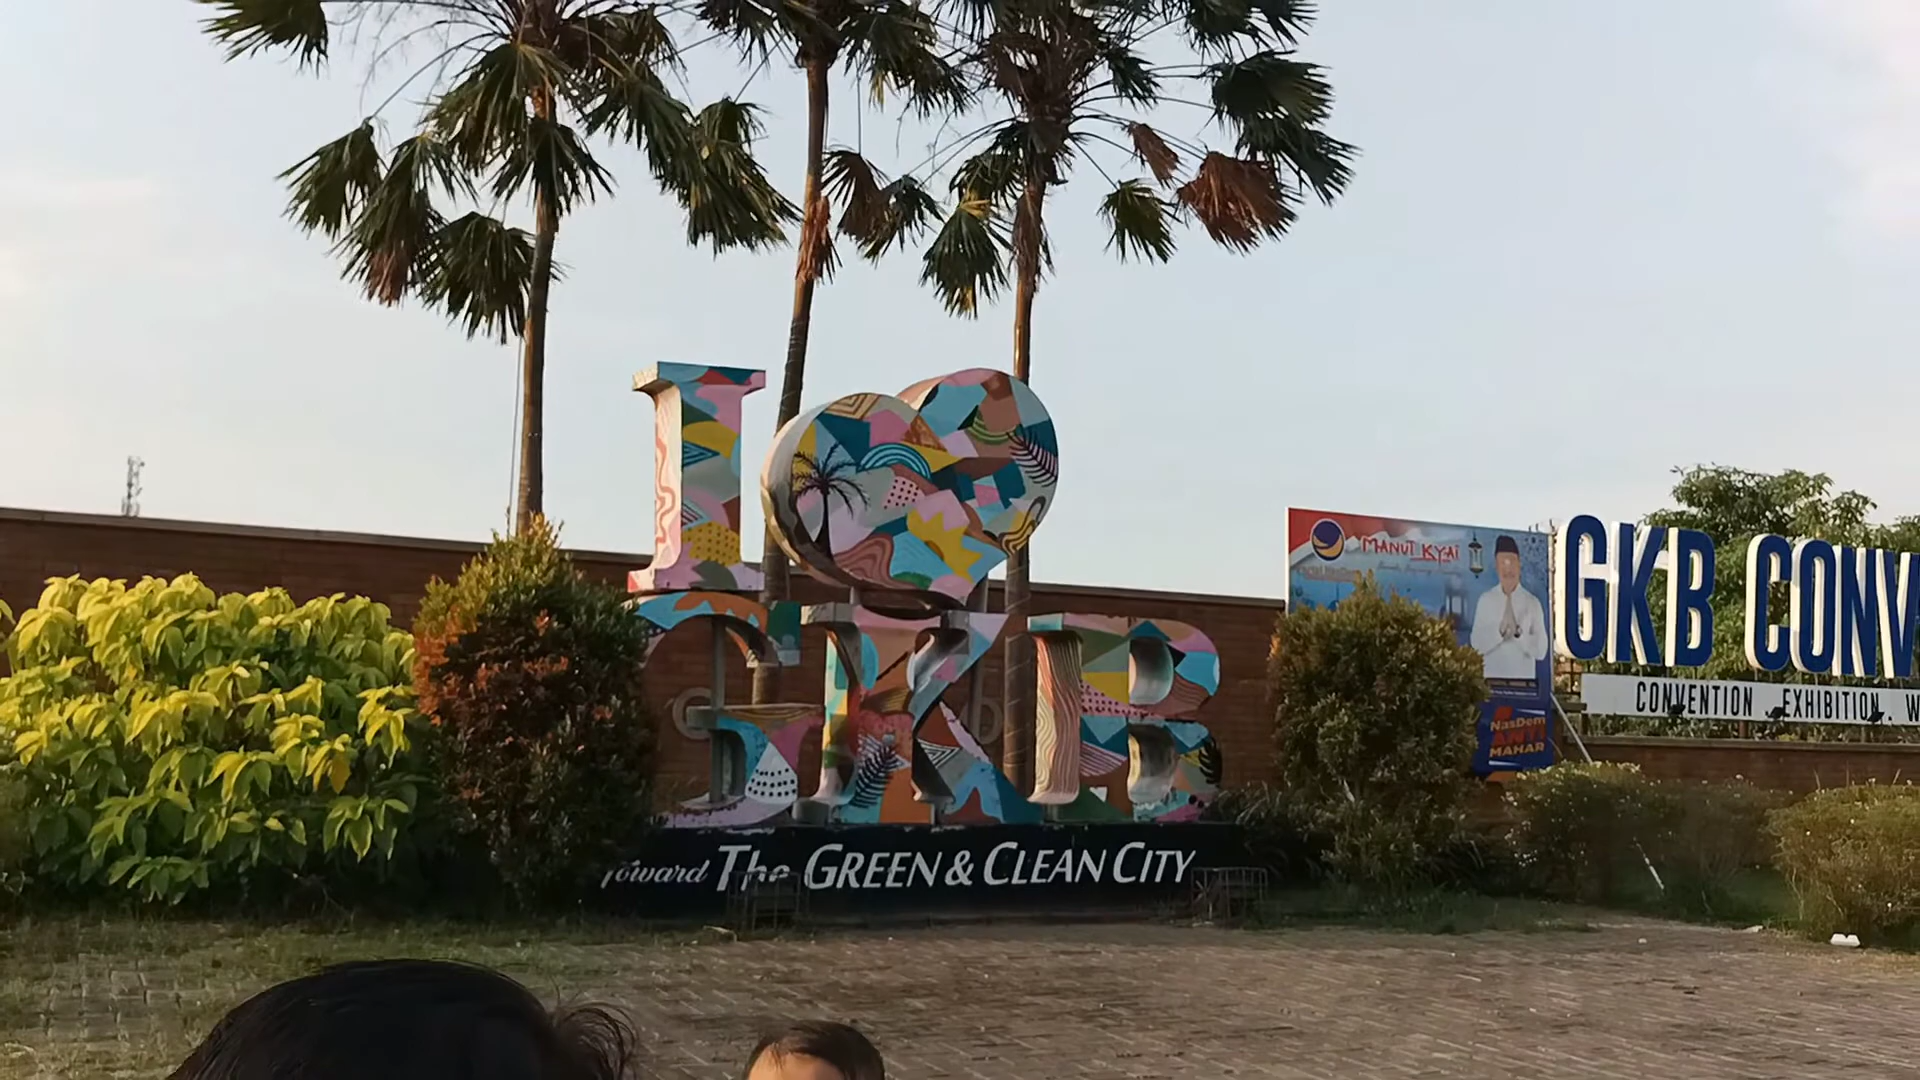 I
GKB
Toward The GREEN & CLEAN CITY
MANUT KYAI
NasDem
ANTI
MAHAR
GKB CONV
CONVENTION . EXHIBITION . W